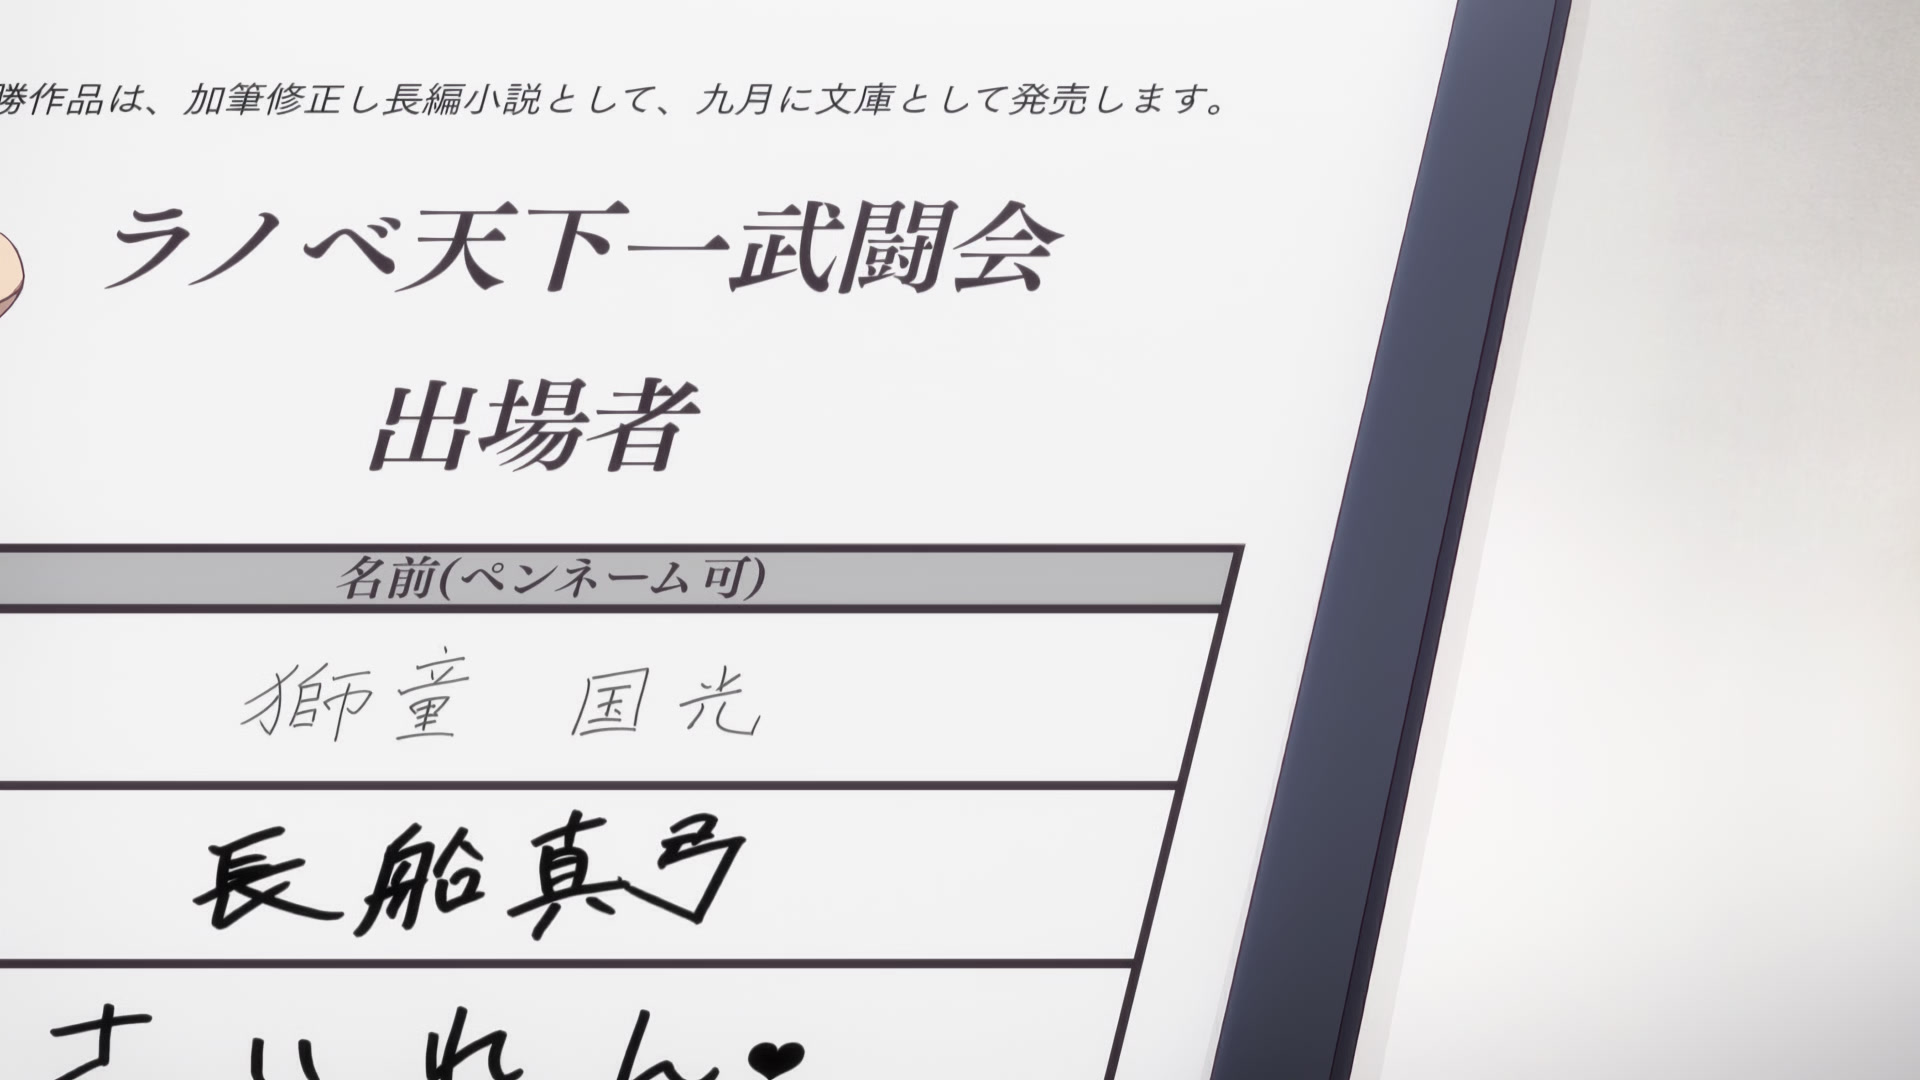 勝作品は、加筆修正し長編小説として、九月に文庫として発売します。
ラノベ天下一武闘会
出場者
名前(ペンネーム可)
獅童 国光
長船真弓
さいれん♥